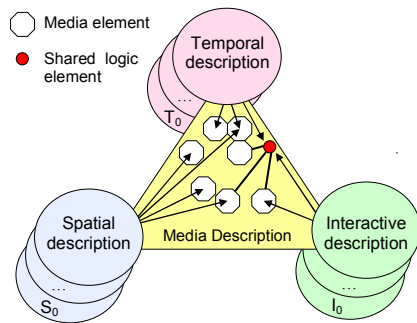 Media element
Shared logic
element
Temporal
description
...
T0
Spatial
description
...
S0
Media Description
Interactive
description
...
I0